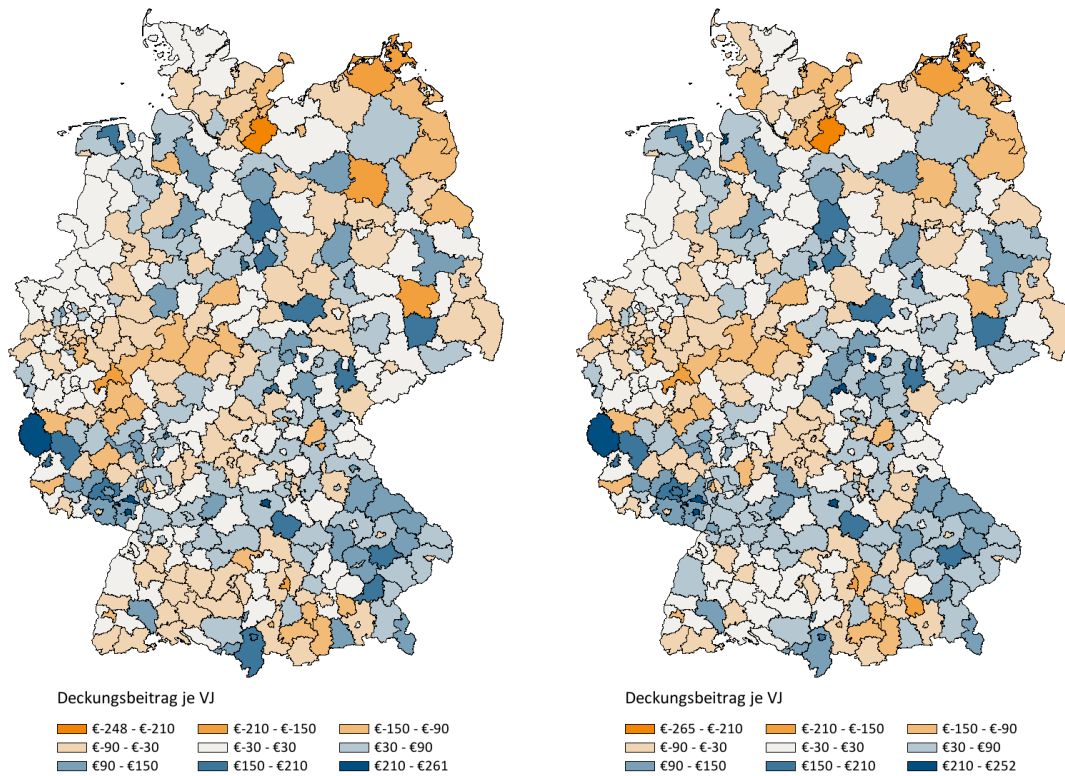 Deckungsbeitrag je VJ
€-248 - €-210 €-210 - €-150 €-150 - €-90
€-90 - €-30 €-30 - €30 €30 - €90
€90 - €150 €150 - €210 €210 - €261
Deckungsbeitrag je VJ
€-265 - €-210 €-210 - €-150 €-150 - €-90
€-90 - €-30 €-30 - €30 €30 - €90
€90 - €150 €150 - €210 €210 - €252